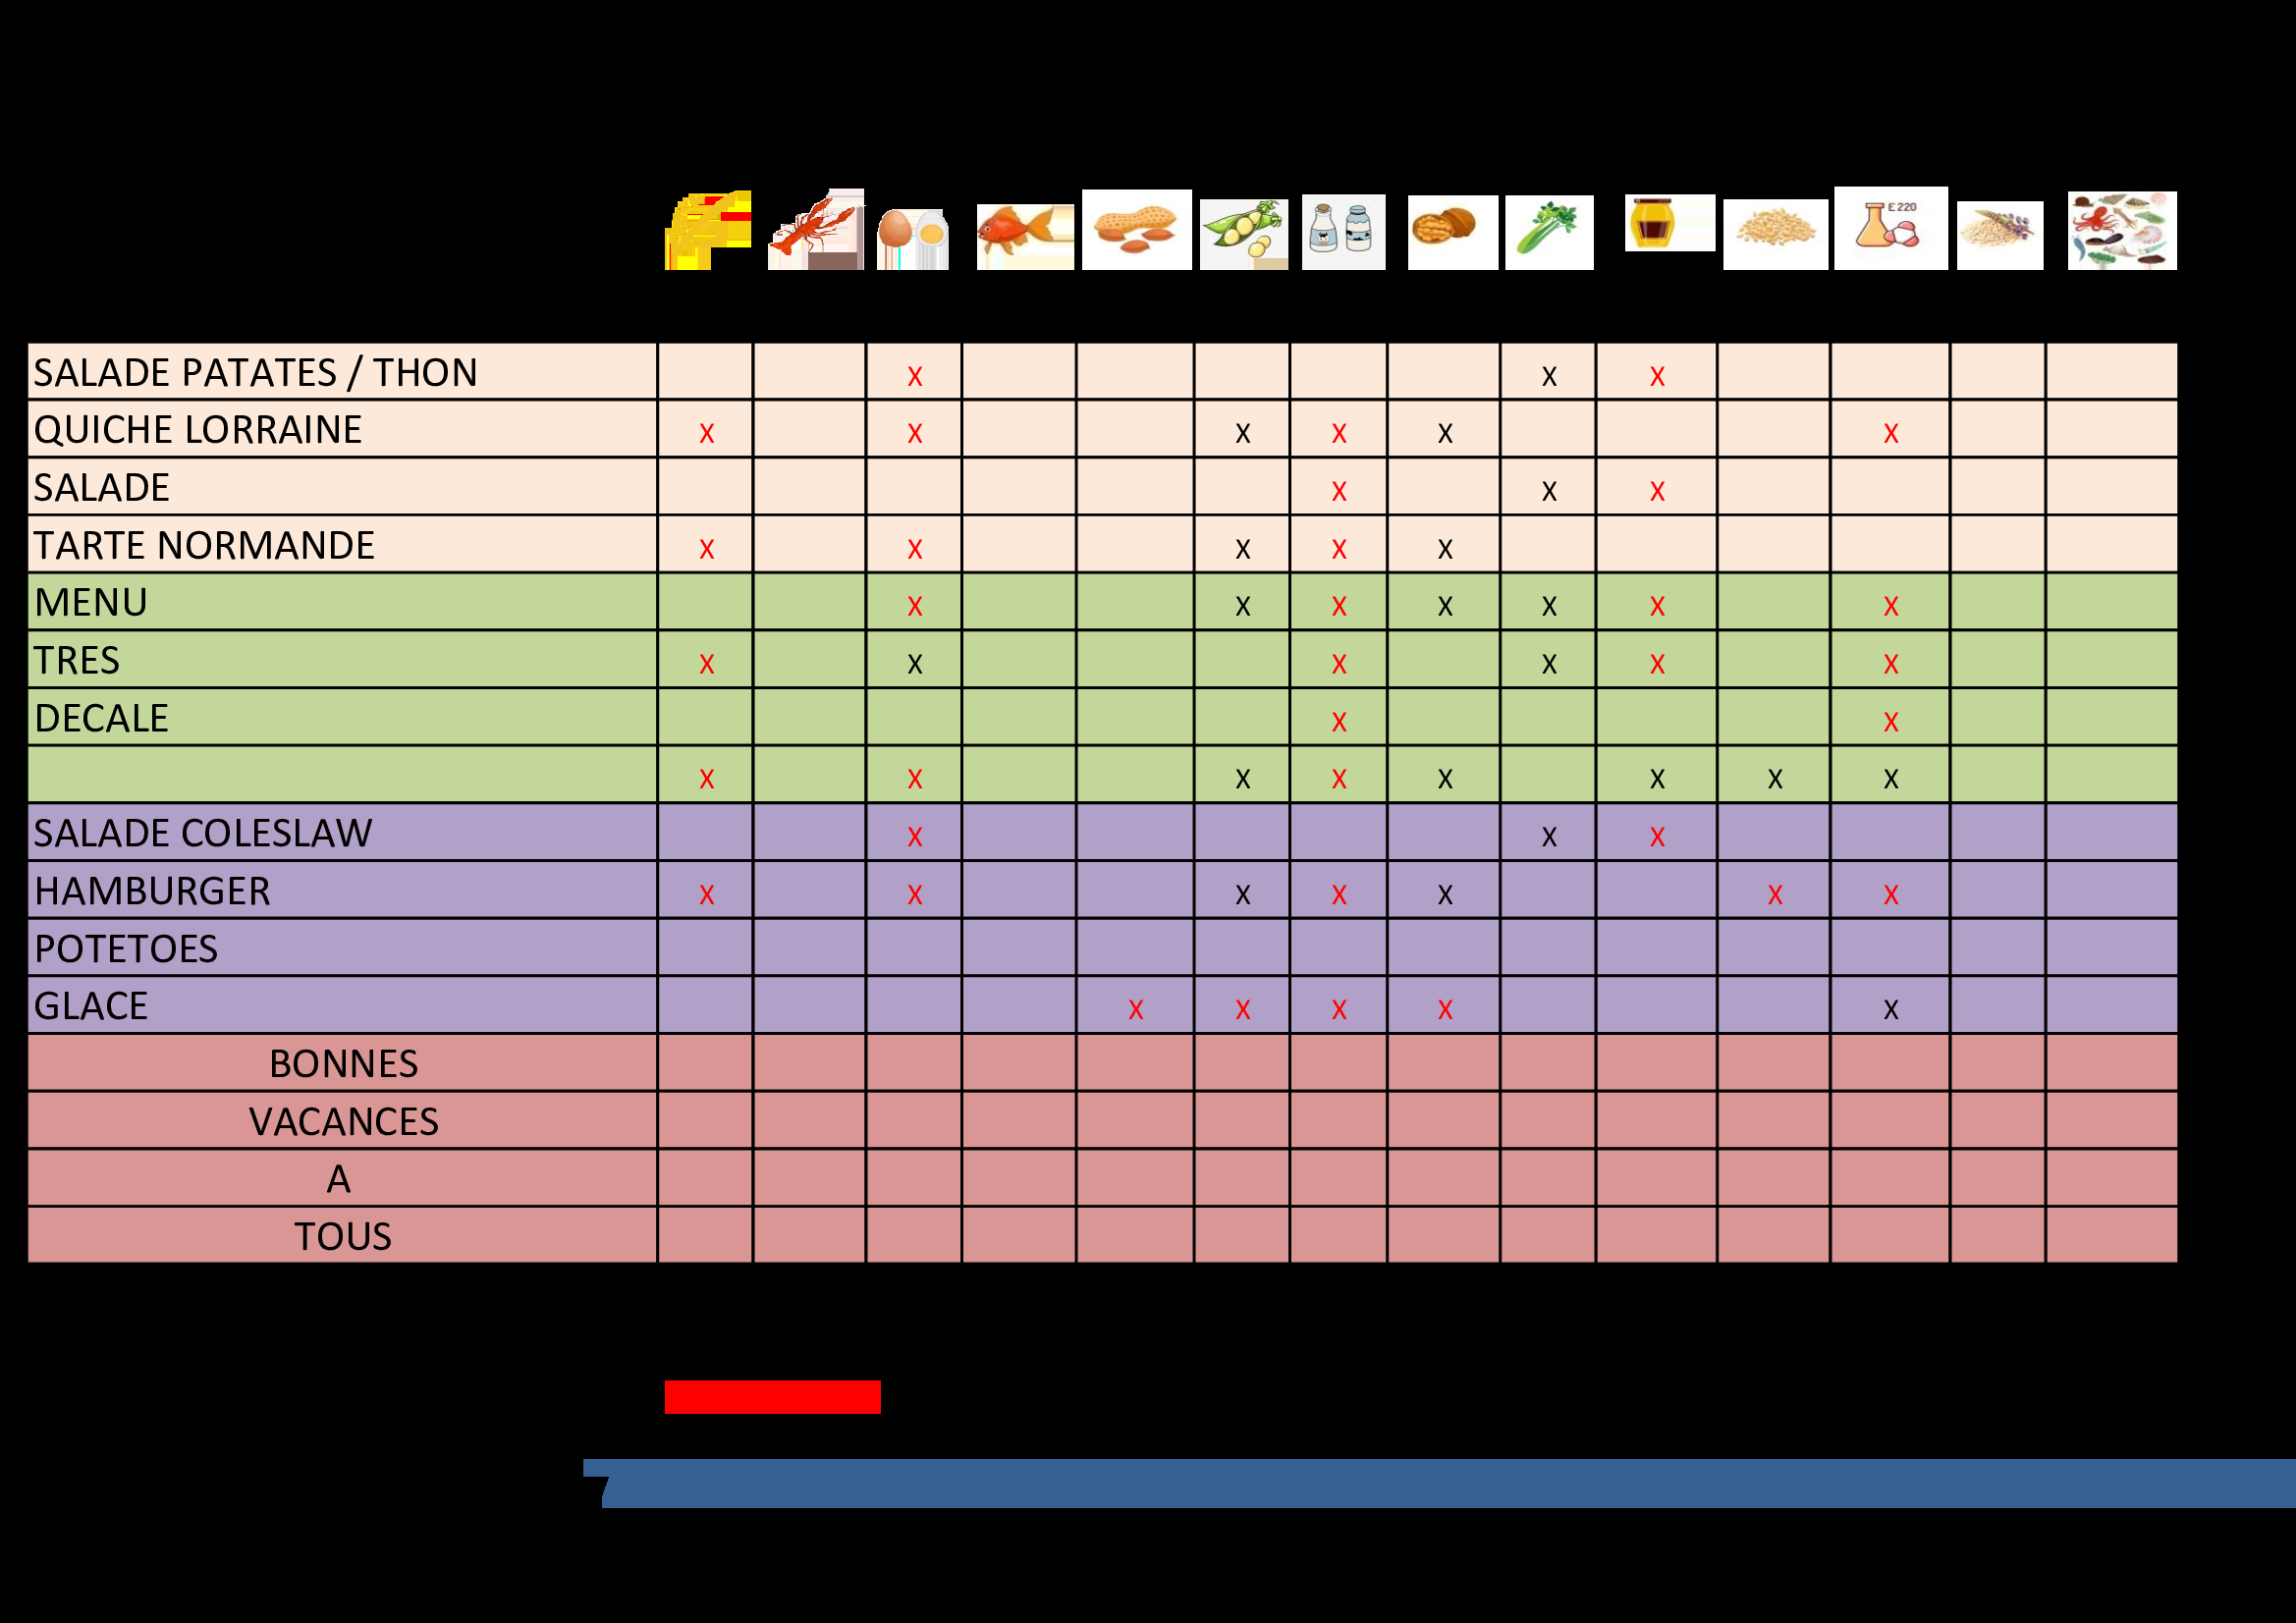 E 220
SALADE PATATES / THON X X X
QUICHE LORRAINE X X X X X X
SALADE X X X
TARTE NORMANDE X X X X X
MENU X X X X X X X
TRES X X X X X X
DECALE X X
X X X X X X X X
SALADE COLESLAW X X X
HAMBURGER X X X X X X X
POTETOES
GLACE X X X X X
BONNES
VACANCES
A
TOUS